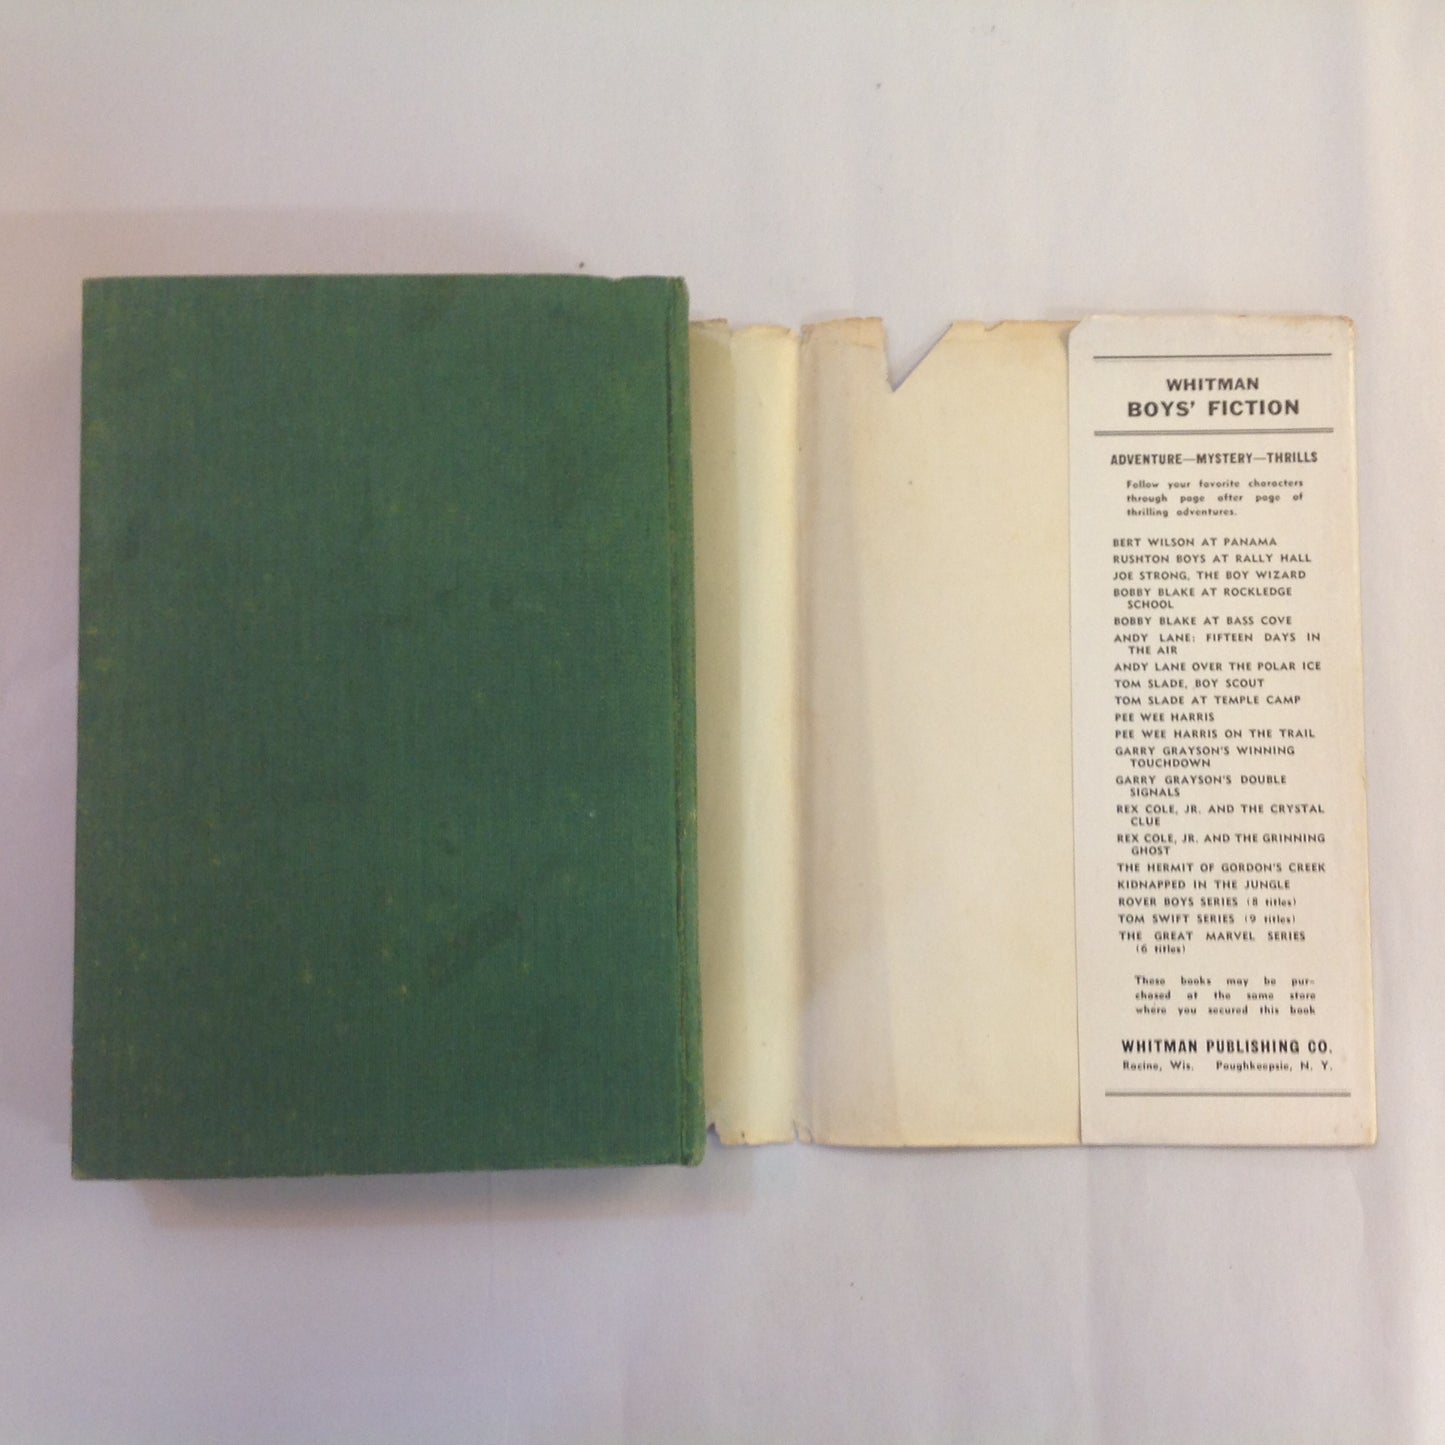 WHITMAN
BOYS' FICTION
ADVENTURE—MYSTERY—THRILLS
Follow your favorite characters
through page after page of
thrilling adventures.
BERT WILSON AT PANAMA
RUSHTON BOYS AT RALLY HALL
JOE STRONG, THE BOY WIZARD
BOBBY BLAKE AT ROCKLEDGE
SCHOOL
BOBBY BLAKE AT BASS COVE
ANDY LANE: FIFTEEN DAYS IN
THE AIR
ANDY LANE OVER THE POLAR ICE
TOM SLADE, BOY SCOUT
TOM SLADE AT TEMPLE CAMP
PEE WEE HARRIS
PEE WEE HARRIS ON THE TRAIL
GARRY GRAYSON'S WINNING
TOUCHDOWN
GARRY GRAYSON'S DOUBLE
SIGNALS
REX COLE, JR. AND THE CRYSTAL
CLUE
REX COLE, JR. AND THE GRINNING
GHOST
THE HERMIT OF GORDON'S CREEK
KIDNAPPED IN THE JUNGLE
ROVER BOYS SERIES (8 titles)
TOM SWIFT SERIES (9 titles)
THE GREAT MARVEL SERIES
(6 titles)
These books may be pur-
chased at the same store
where you secured this book
WHITMAN PUBLISHING CO.
Racine, Wis. Poughkeepsie, N. Y.